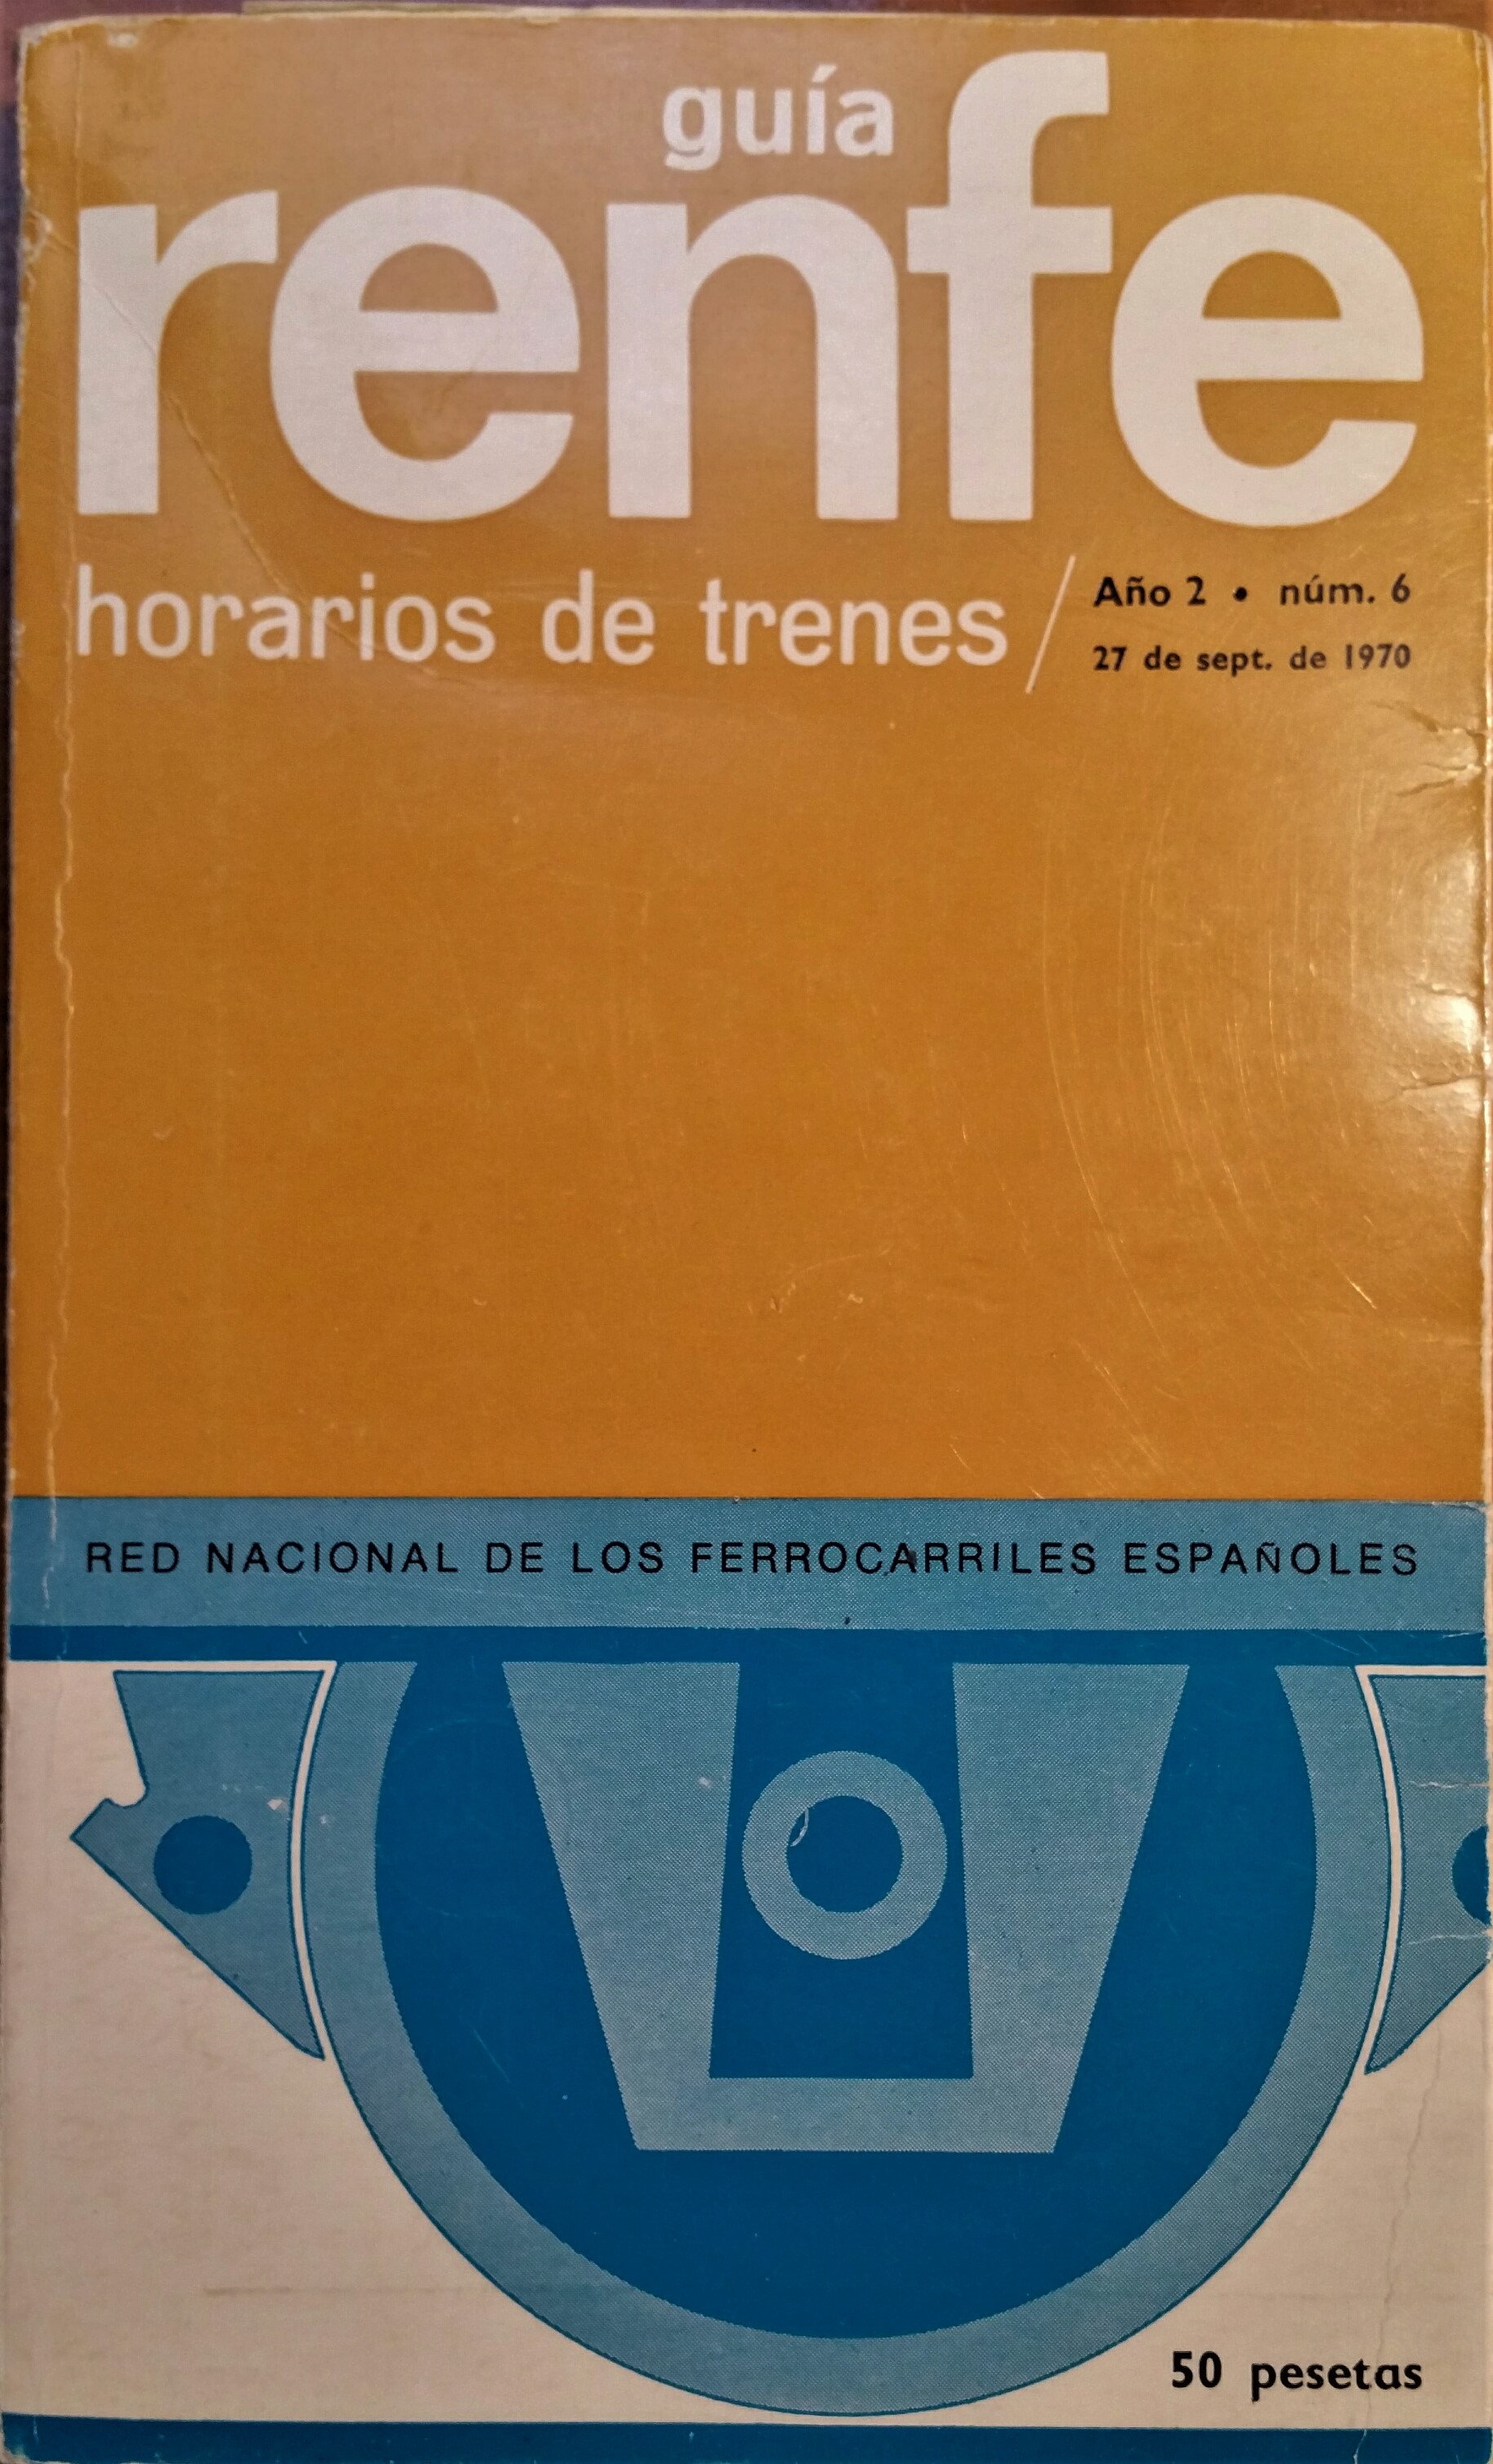 guía
renfe
horarios de trenes / Año 2 • núm. 6
27 de sept. de 1970
RED NACIONAL DE LOS FERROCARRILES ESPAÑOLES
50 pesetas